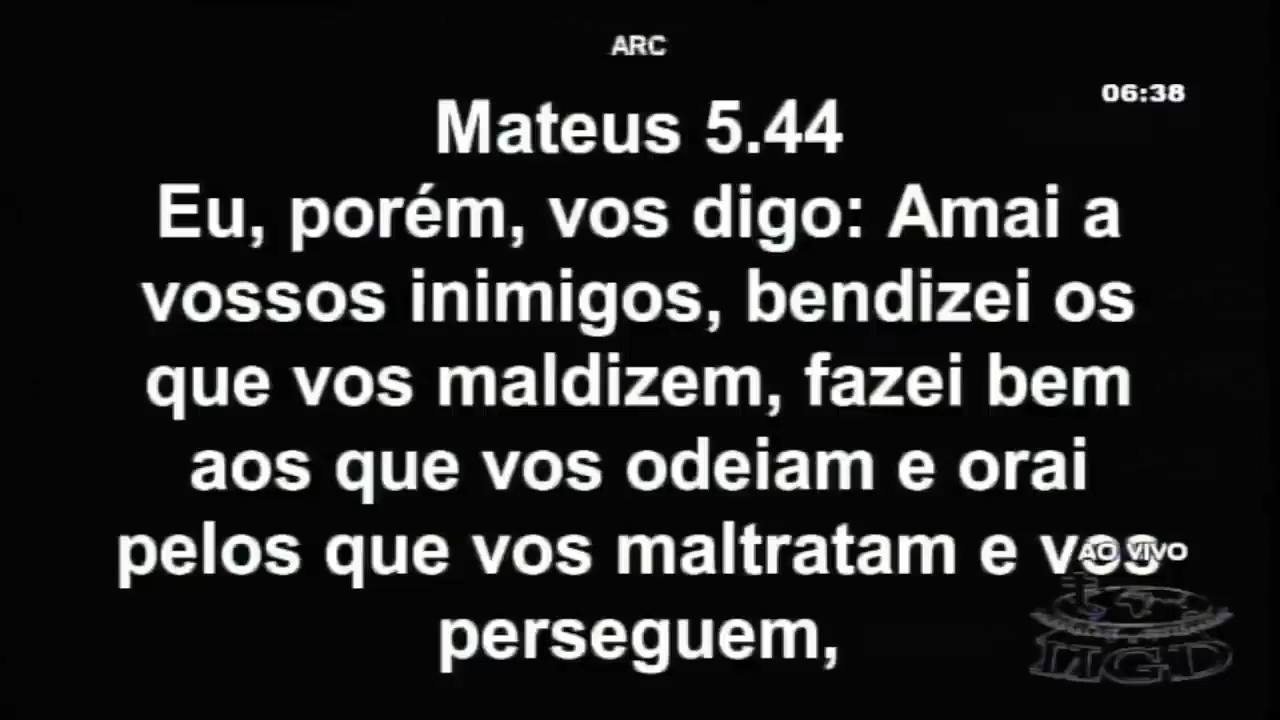 ARC
06:38
Mateus 5.44
Eu, porém, vos digo: Amai a
vossos inimigos, bendizei os
que vos maldizem, fazei bem
aos que vos odeiam e orai
pelos que vos maltratam e vos
AO VIVO
perseguem,